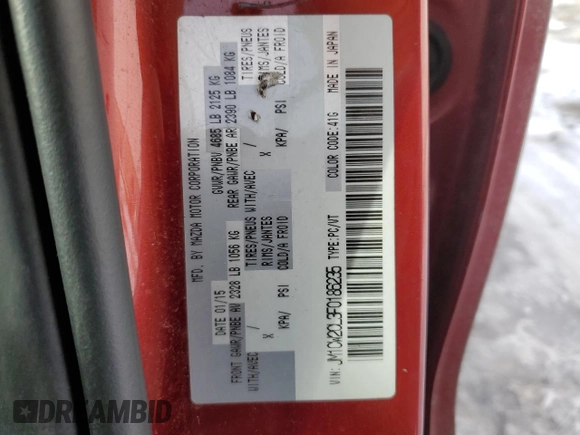 MFD. BY MAZDA MOTOR CORPORATION
DATE 01/15 GVWR/PNBV 4685 LB 2125 KG
FRONT GAWR/PNBE AV 2328 LB 1056 KG REAR GAWR/PNBE AR 2390 LB 1084 KG
TIRES/PNEUS TIRES/PNEUS
WITH/AVEC RIMS/JANTES WITH/AVEC RIMS/JANTES
/ X / X
KPA/ PSI COLD/A FROID KPA/ PSI COLD/A FROID
VIN: JM1CW2CL3F0186235 TYPE:PC/VT COLOR CODE:41G MADE IN JAPAN
DREAMBID